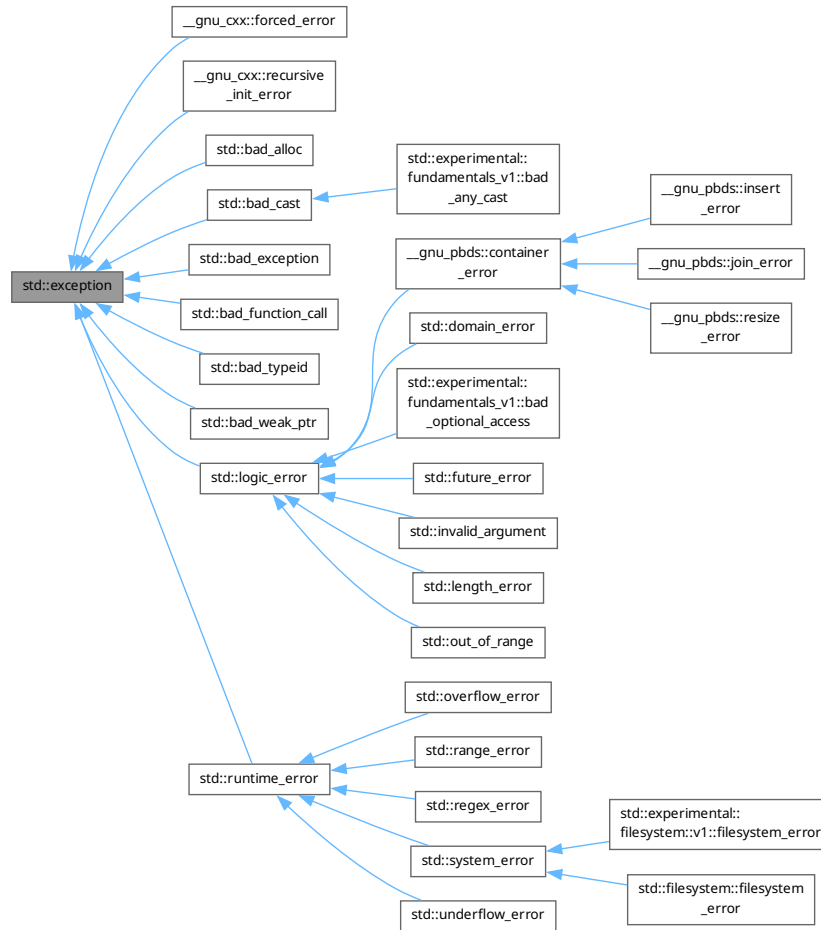 __gnu_cxx::forced_error
__gnu_cxx::recursive
_init_error
std::bad_alloc
std::bad_cast
std::bad_exception
std::exception
std::bad_function_call
std::bad_typeid
std::bad_weak_ptr
std::logic_error
std::runtime_error
std::experimental::
fundamentals_v1::bad
_any_cast
__gnu_pbds::container
_error
std::domain_error
std::experimental::
fundamentals_v1::bad
_optional_access
std::future_error
std::invalid_argument
std::length_error
std::out_of_range
std::overflow_error
std::range_error
std::regex_error
std::system_error
std::underflow_error
__gnu_pbds::insert
_error
__gnu_pbds::join_error
__gnu_pbds::resize
_error
std::experimental::
filesystem::v1::filesystem_error
std::filesystem::filesystem
_error